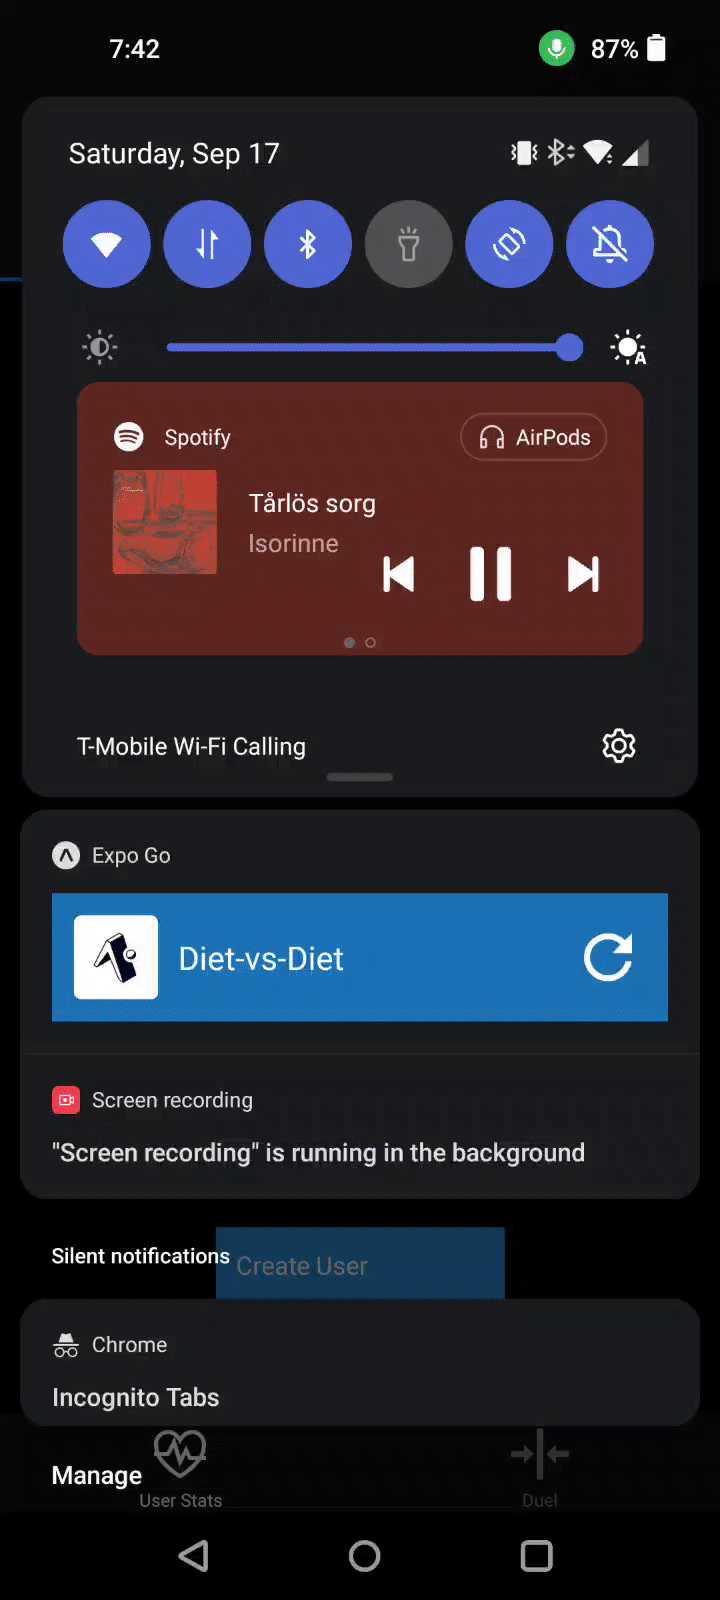 7:42
87%
Saturday, Sep 17
A
Spotify
AirPods
Tårlös sorg
Isorinne
T-Mobile Wi-Fi Calling
Expo Go
Diet-vs-Diet
Screen recording
"Screen recording" is running in the background
Silent notifications
Create User
Chrome
Incognito Tabs
Manage
User Stats
Duel